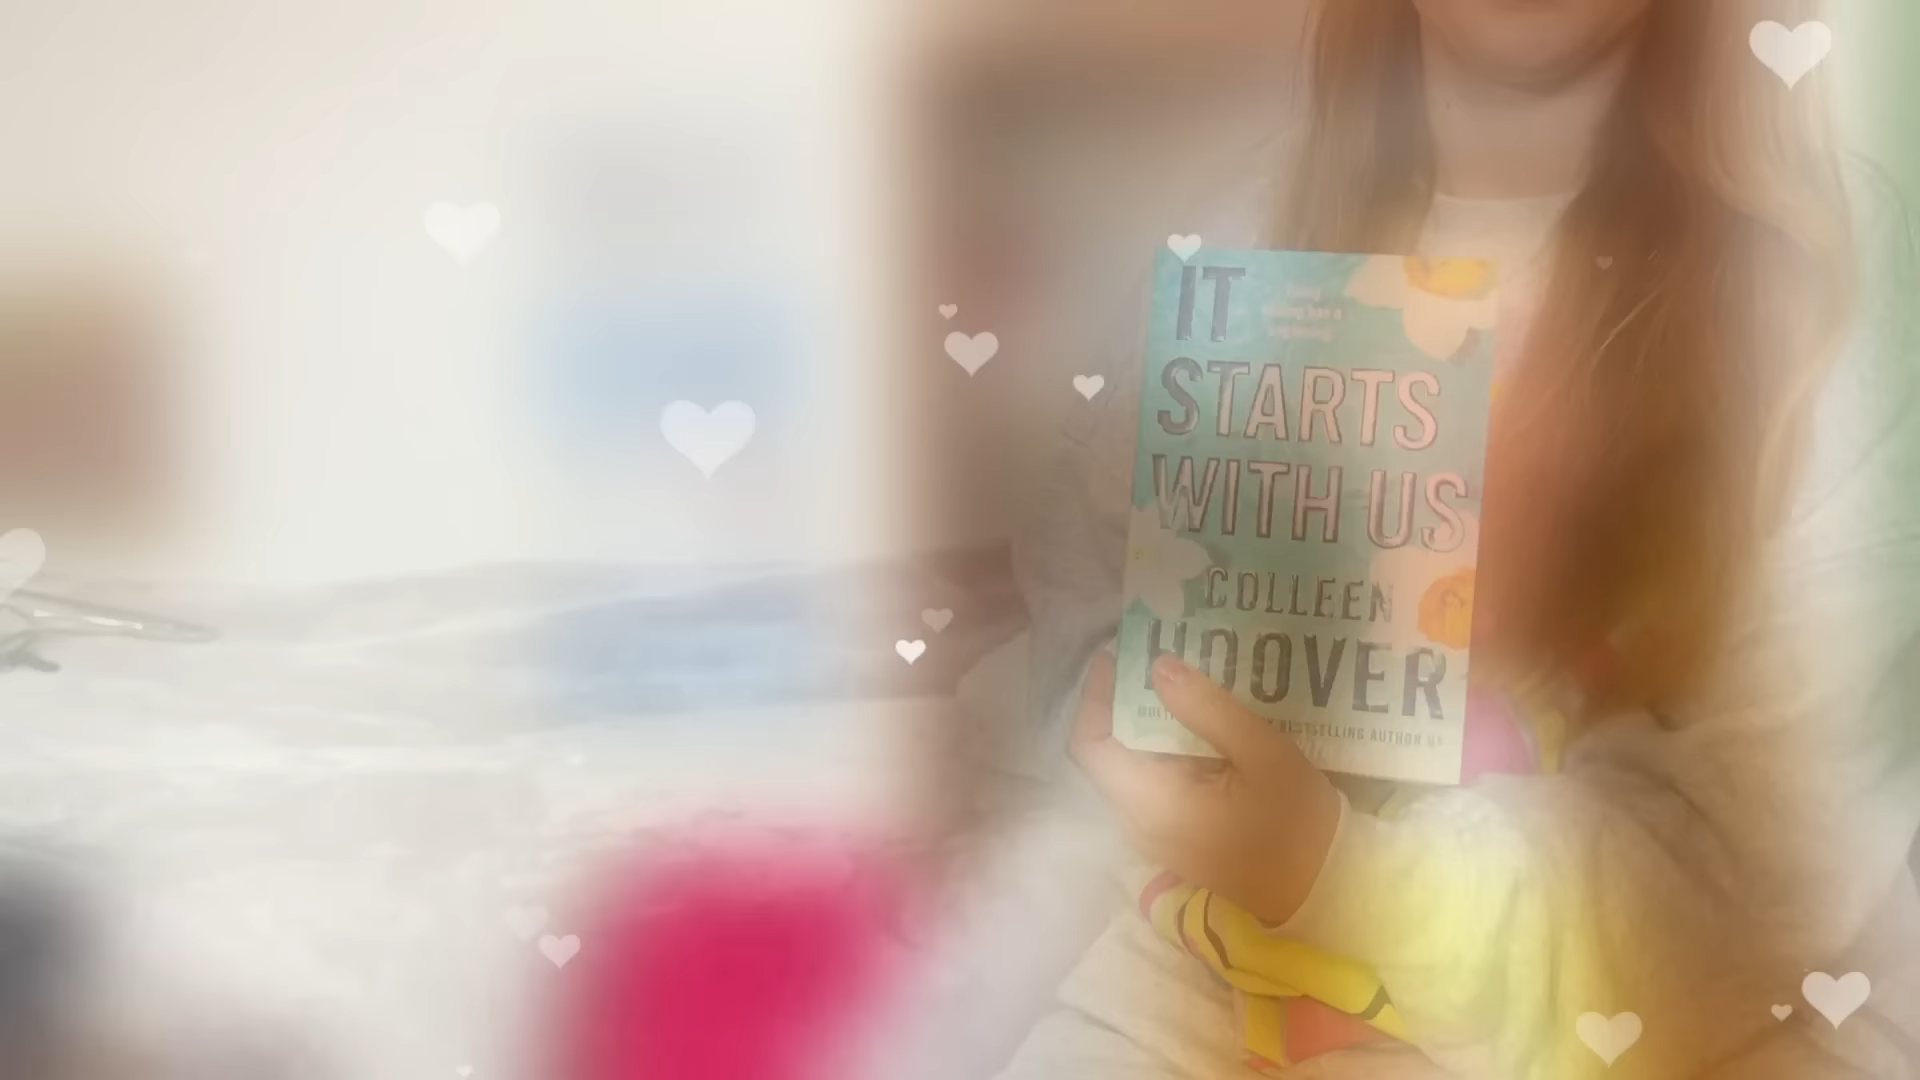 IT
STARTS
WITH US
COLLEEN
HOOVER
BESTSELLING AUTHOR OF